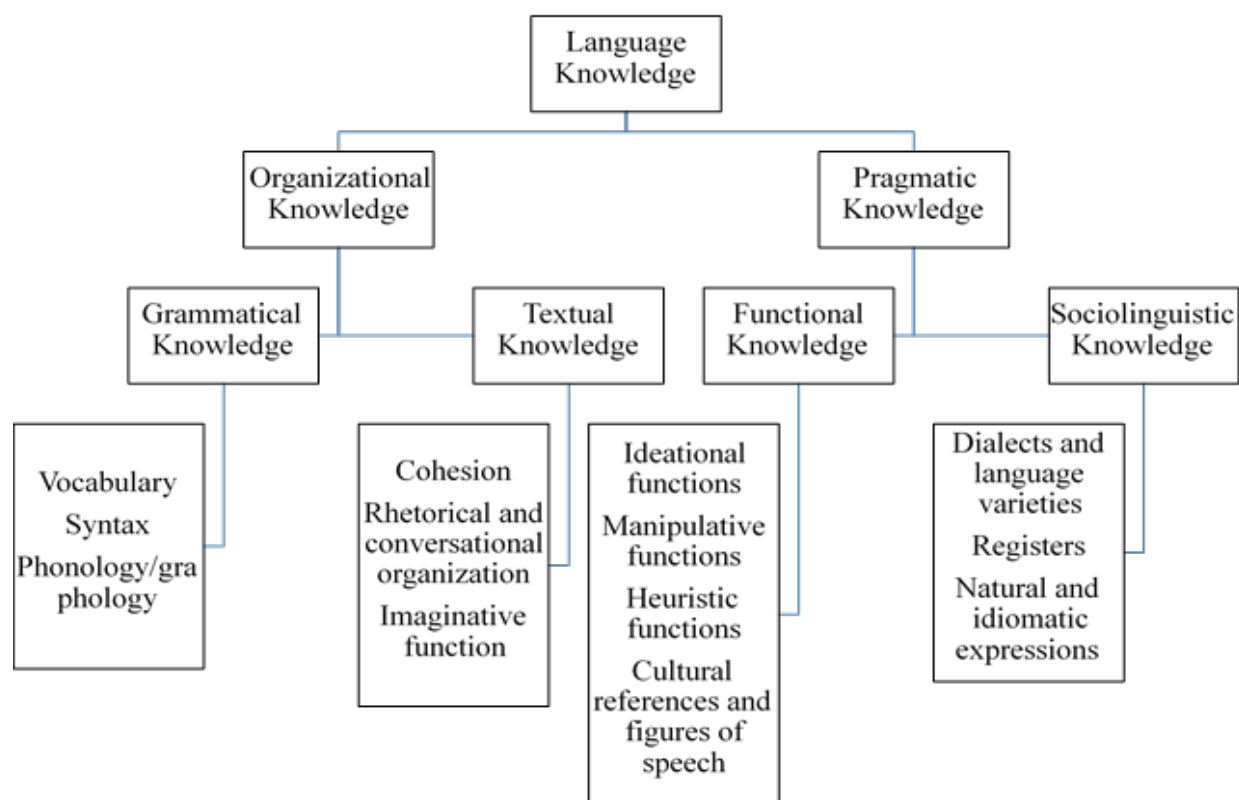 Language
Knowledge
Organizational
Knowledge
Pragmatic
Knowledge
Grammatical
Knowledge
Textual
Knowledge
Functional
Knowledge
Sociolinguistic
Knowledge
Vocabulary
Syntax
Phonology/gra
phology
Cohesion
Rhetorical and
conversational
organization
Imaginative
function
Ideational
functions
Manipulative
functions
Heuristic
functions
Cultural
references and
figures of
speech
Dialects and
language
varieties
Registers
Natural and
idiomatic
expressions